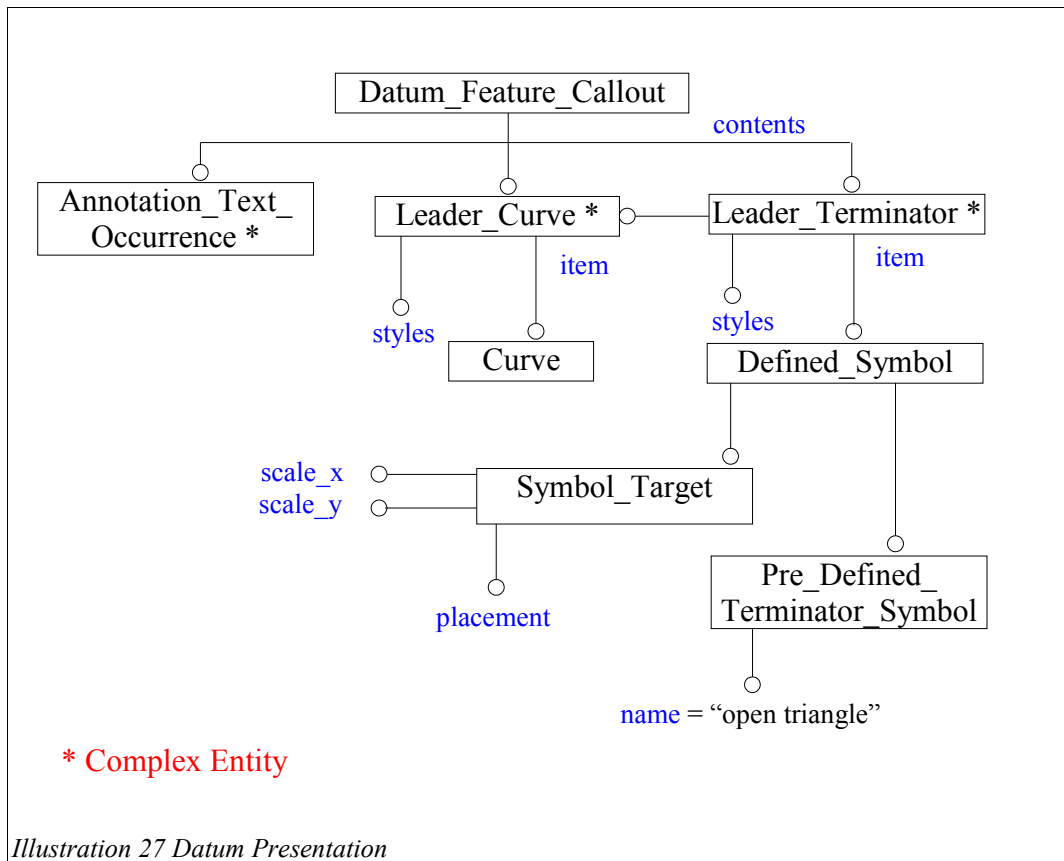 Datum_Feature_Callout
contents
Annotation_Text_
Occurrence *
Leader_Curve *
Leader_Terminator *
item
item
styles
styles
Curve
Defined_Symbol
scale_x
scale_y
Symbol_Target
placement
Pre_Defined_
Terminator_Symbol
name = “open triangle”
* Complex Entity
Illustration 27 Datum Presentation